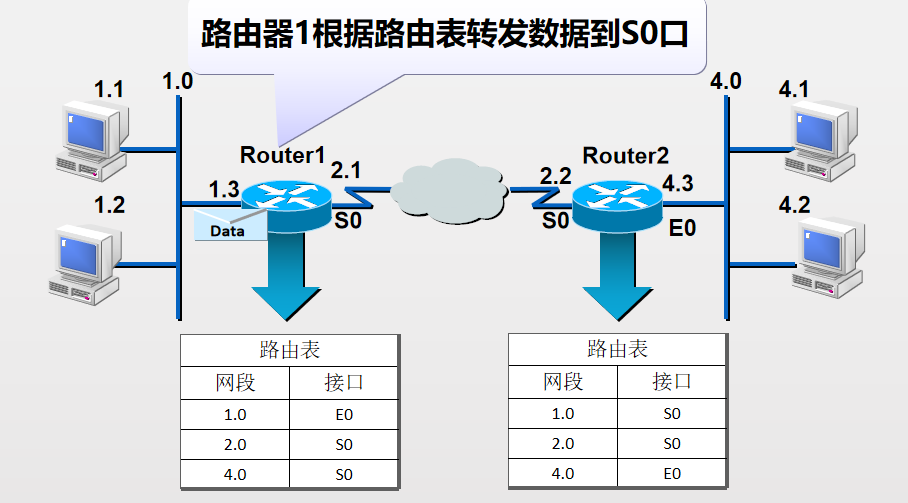 路由器1根据路由表转发数据到S0口
1.1
1.0
4.0
4.1
Router1
Router2
1.3
2.1
2.2
4.3
1.2
S0
S0
E0
4.2
Data
路由表
网段 接口
1.0 E0
2.0 S0
4.0 S0
路由表
网段 接口
1.0 S0
2.0 S0
4.0 E0